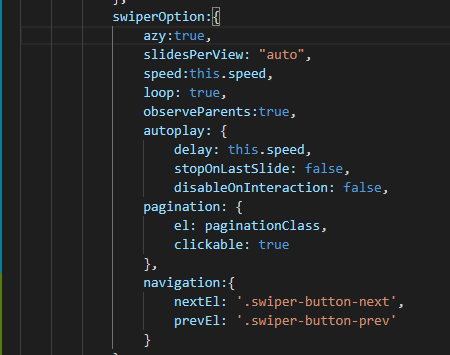 swiperOption:{
azy:true,
slidesPerView: "auto",
speed:this.speed,
loop: true,
observeParents:true,
autoplay: {
delay: this.speed,
stopOnLastSlide: false,
disableOnInteraction: false,
},
pagination: {
el: paginationClass,
clickable: true
},
navigation:{
nextEl: '.swiper-button-next',
prevEl: '.swiper-button-prev'
}